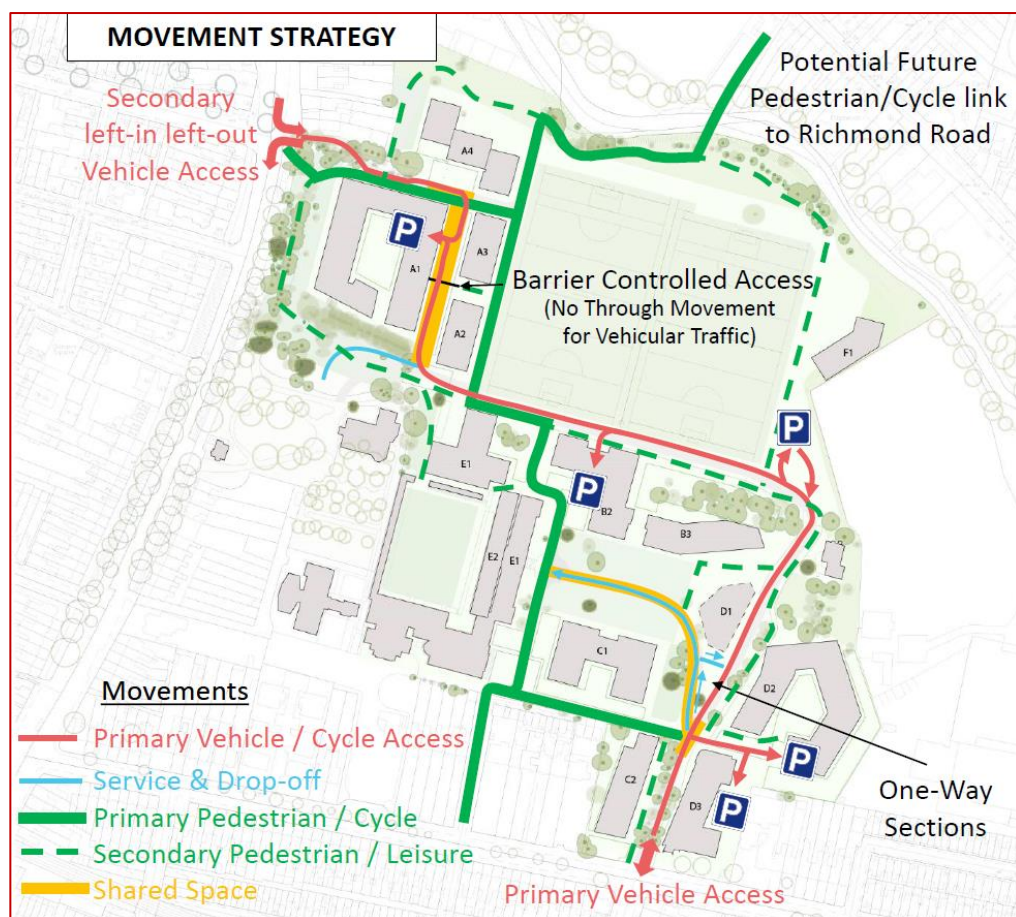 MOVEMENT STRATEGY
Potential Future
Pedestrian/Cycle link
to Richmond Road
Secondary
left-in left-out
Vehicle Access
A4
P
A3
A1
Barrier Controlled Access
(No Through Movement
for Vehicular Traffic)
A2
F1
P
E1
P
B2
B3
E2
E1
D1
C1
D2
Movements
Primary Vehicle / Cycle Access
Service & Drop-off
Primary Pedestrian / Cycle
Secondary Pedestrian / Leisure
Shared Space
C2
D3
P
P
One-Way
Sections
Primary Vehicle Access